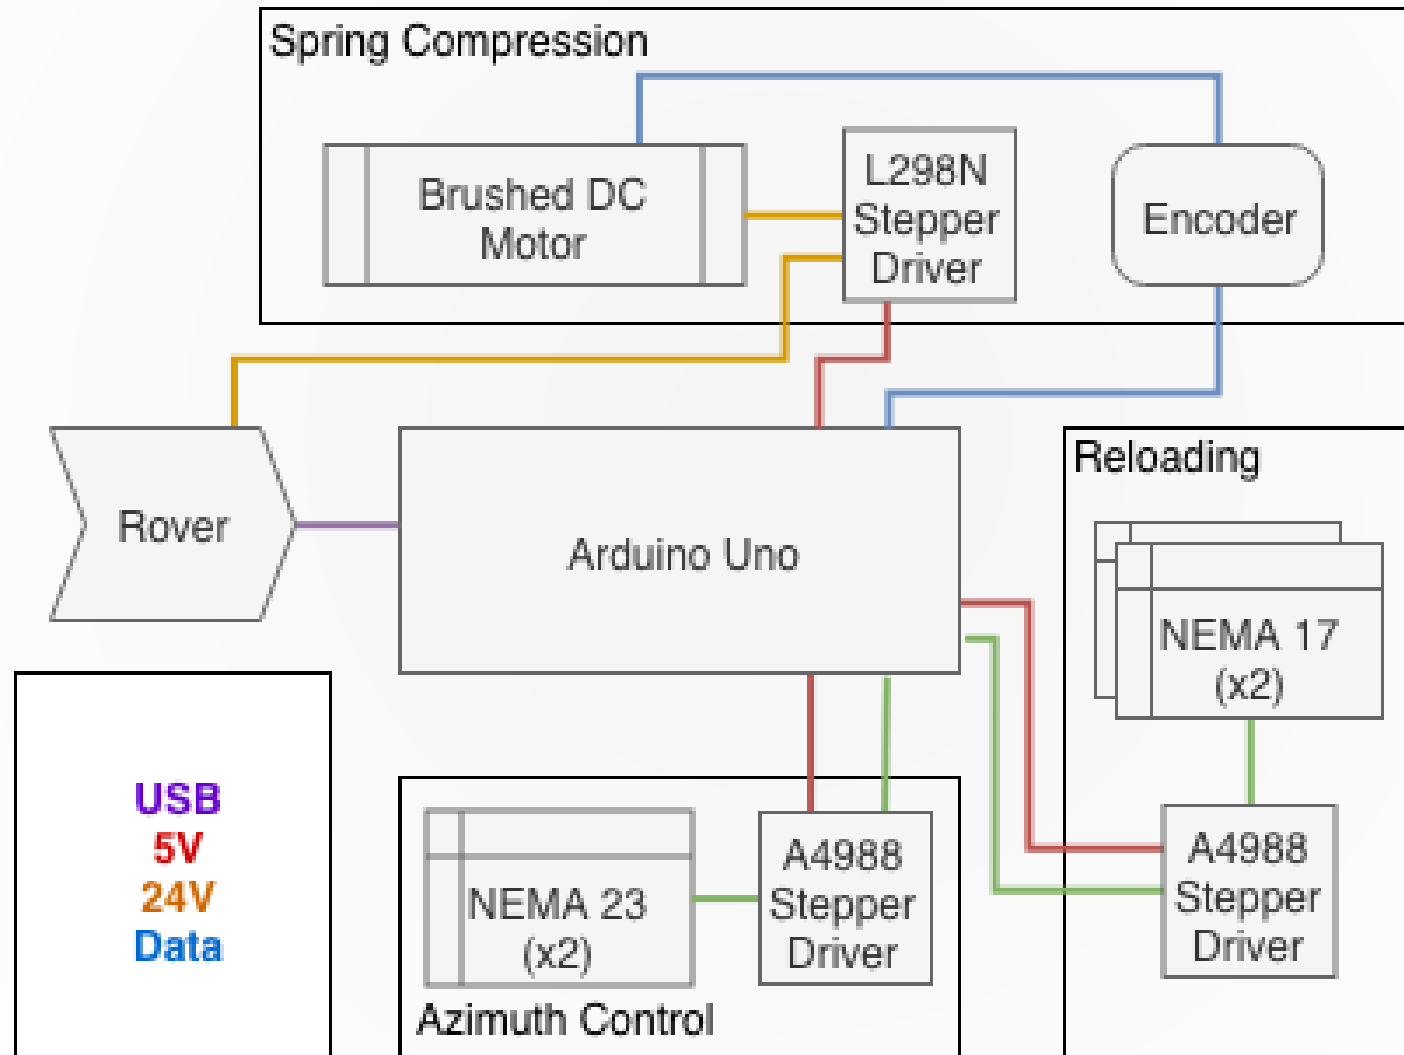 Spring Compression
Brushed DC
Motor
L298N
Stepper
Driver
Encoder
Rover
Arduino Uno
Reloading
NEMA 17
(x2)
A4988
Stepper
Driver
USB
5V
24V
Data
NEMA 23
(x2)
A4988
Stepper
Driver
Azimuth Control